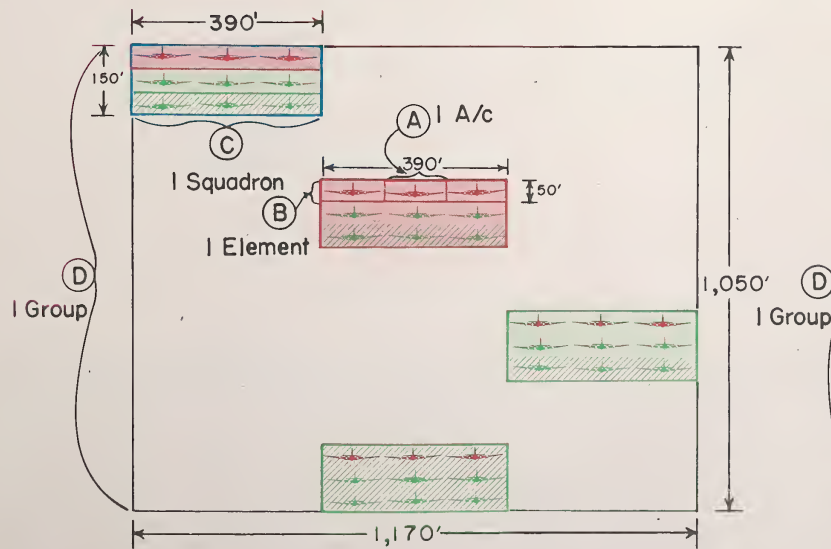 390'
150'
A 1 A/c
C
390'
1 Squadron
50'
B
1 Element
D
1 Group
1,050'
D
1 Group
1,170'